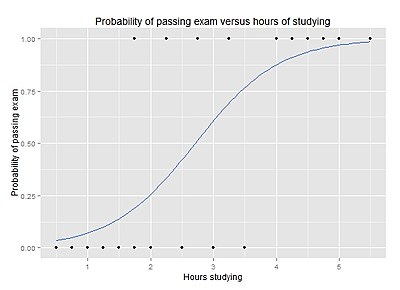 Probability of passing exam versus hours of studying
1.00
0.75
0.50
0.25
0.00
Probability of passing exam
1 2 3 4 5
Hours studying